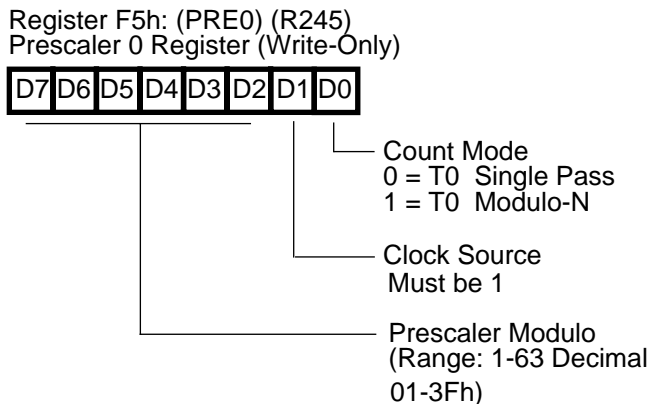 Register F5h: (PRE0) (R245)
Prescaler 0 Register (Write-Only)
D7 D6 D5 D4 D3 D2 D1 D0
Count Mode
0 = T0 Single Pass
1 = T0 Modulo-N
Clock Source
Must be 1
Prescaler Modulo
(Range: 1-63 Decimal
01-3Fh)